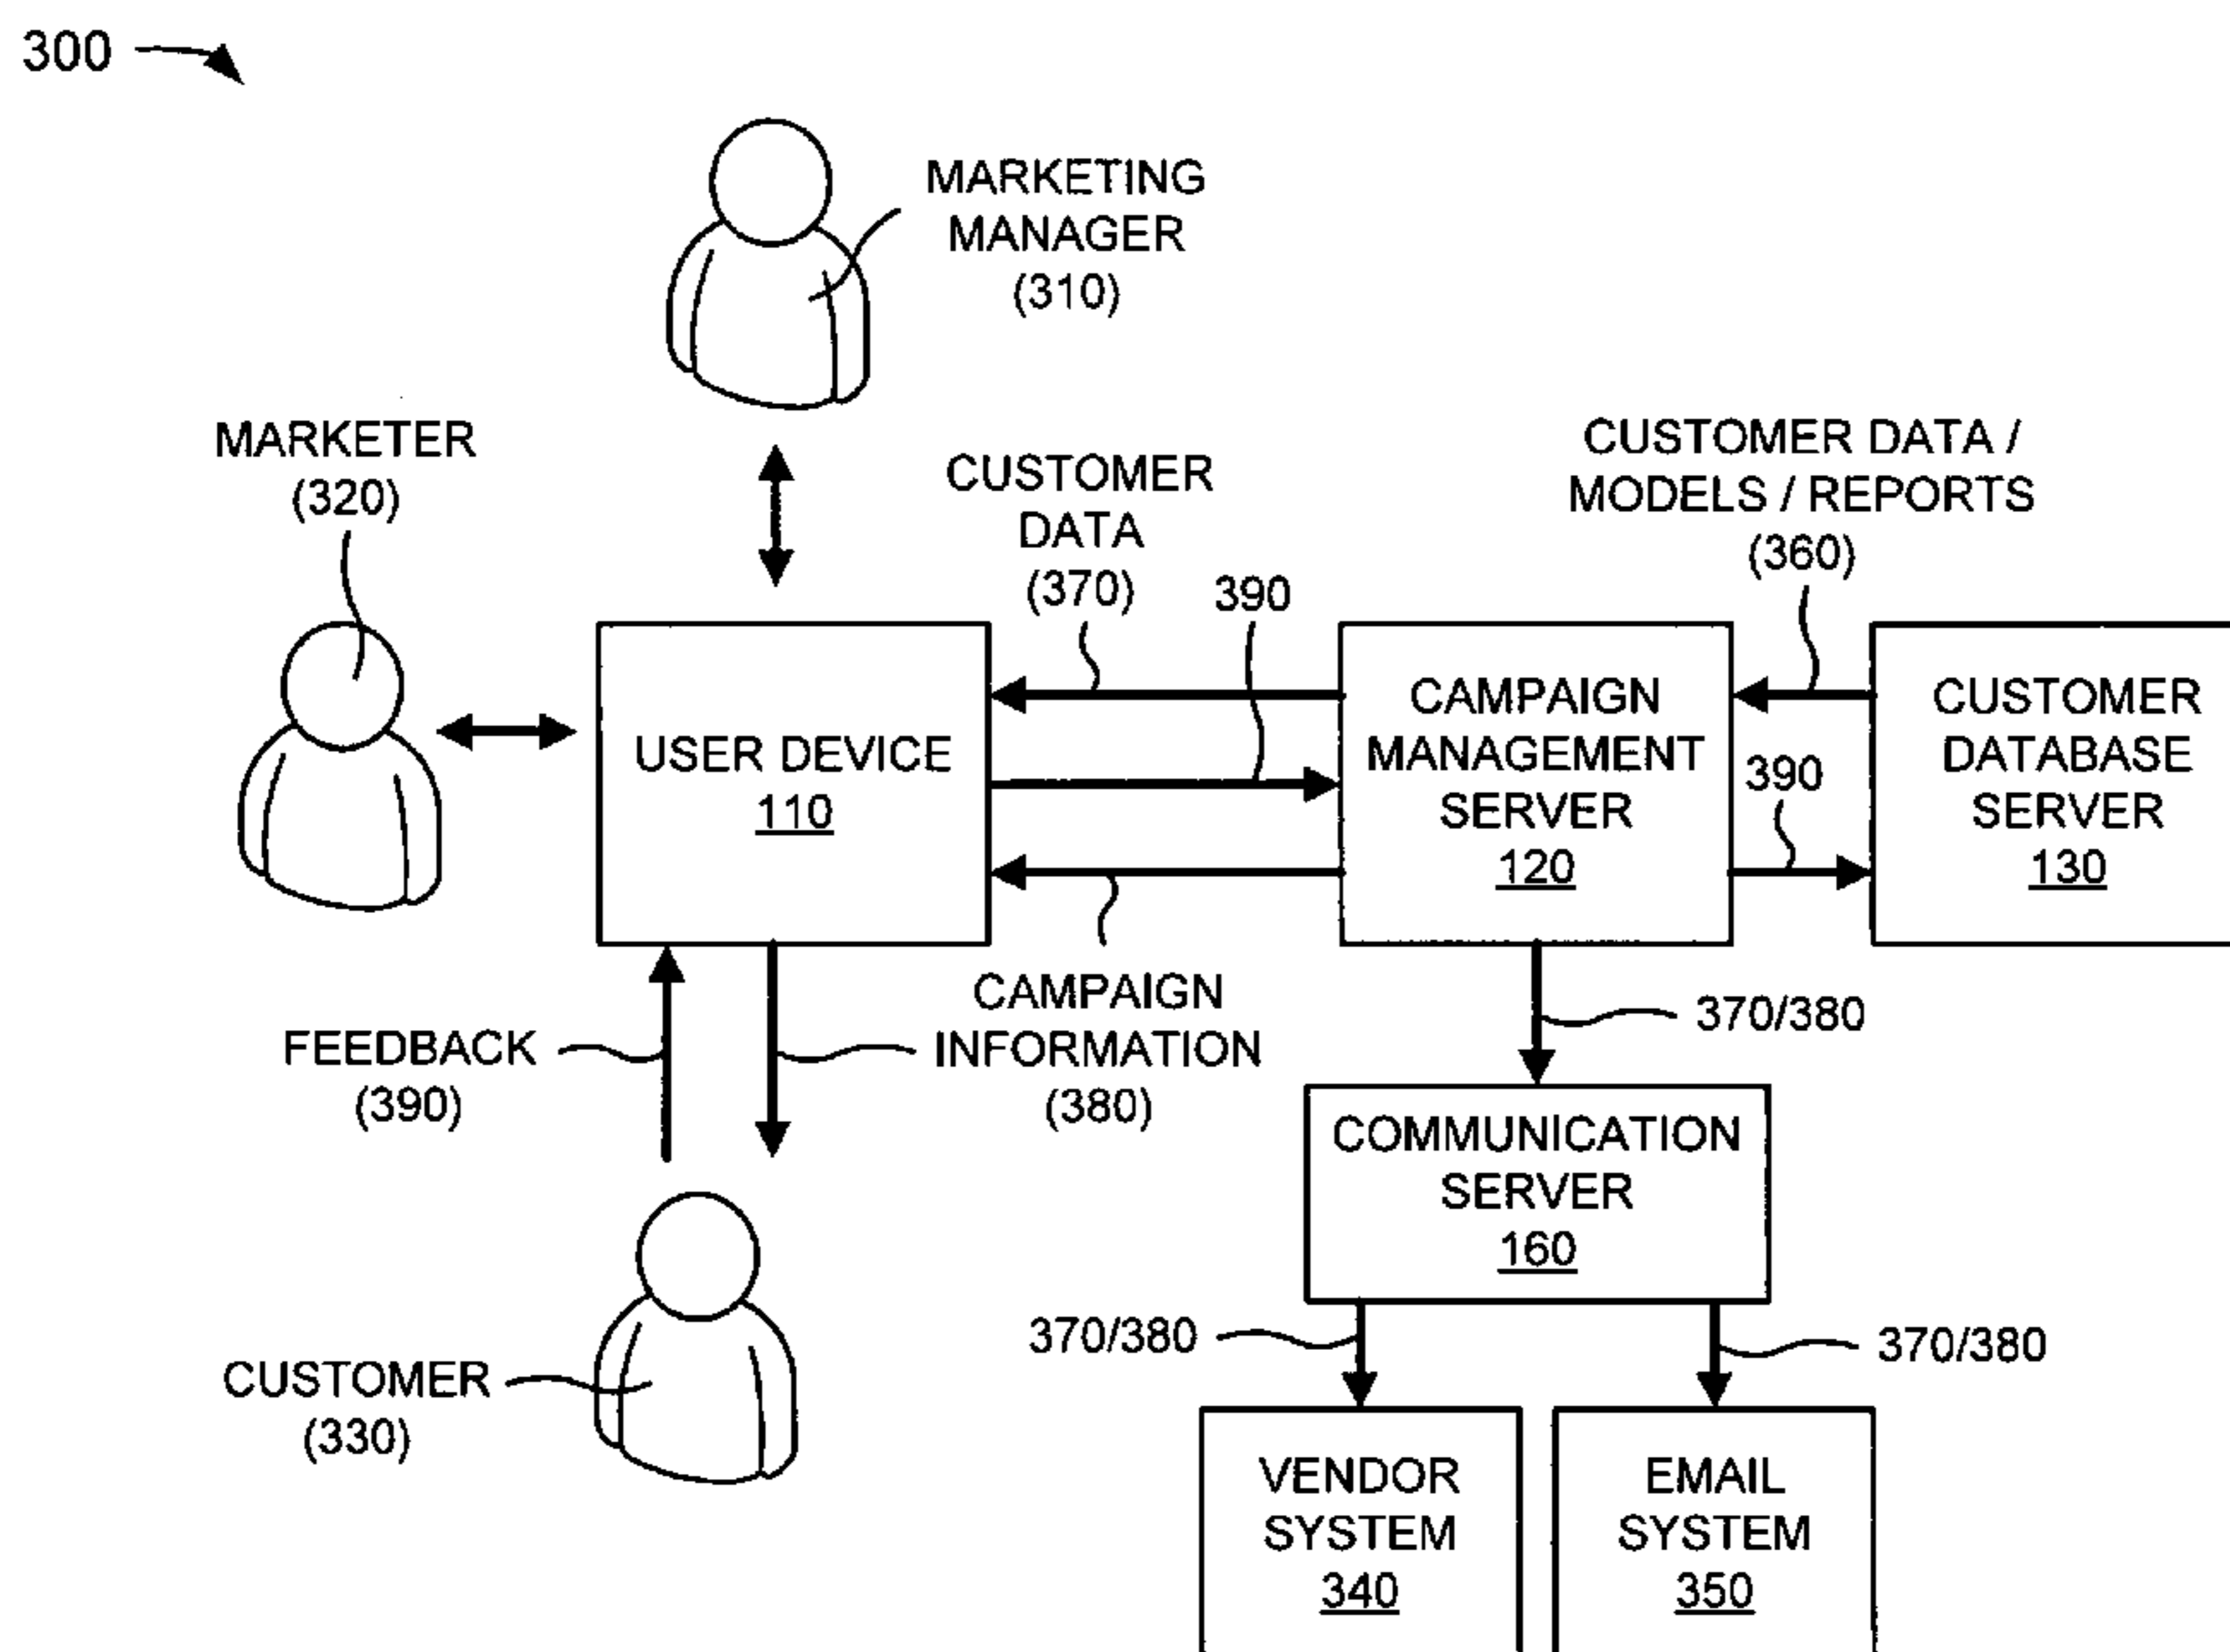 300
MARKETING
MANAGER
(310)
MARKETER
(320)
CUSTOMER
DATA
(370)
390
CUSTOMER DATA /
MODELS / REPORTS
(360)
USER DEVICE
110
CAMPAIGN
MANAGEMENT
SERVER
120
390
CUSTOMER
DATABASE
SERVER
130
FEEDBACK
(390)
CAMPAIGN
INFORMATION
(380)
370/380
COMMUNICATION
SERVER
160
370/380
370/380
CUSTOMER
(330)
VENDOR
SYSTEM
340
EMAIL
SYSTEM
350